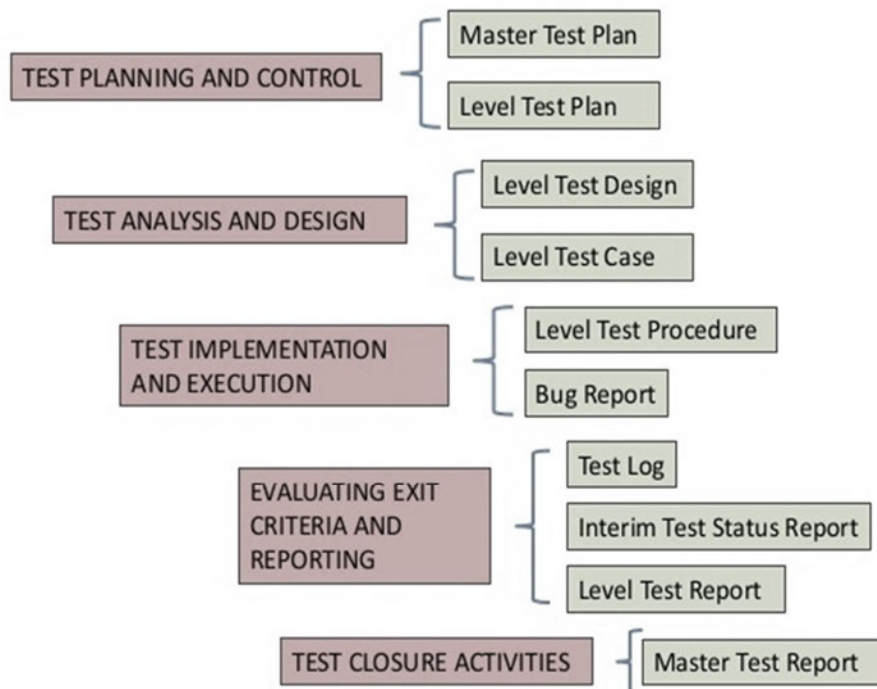 Master Test Plan
TEST PLANNING AND CONTROL
Level Test Plan
Level Test Design
TEST ANALYSIS AND DESIGN
Level Test Case
Level Test Procedure
TEST IMPLEMENTATION
AND EXECUTION
Bug Report
Test Log
EVALUATING EXIT
CRITERIA AND
REPORTING
Interim Test Status Report
Level Test Report
TEST CLOSURE ACTIVITIES
Master Test Report